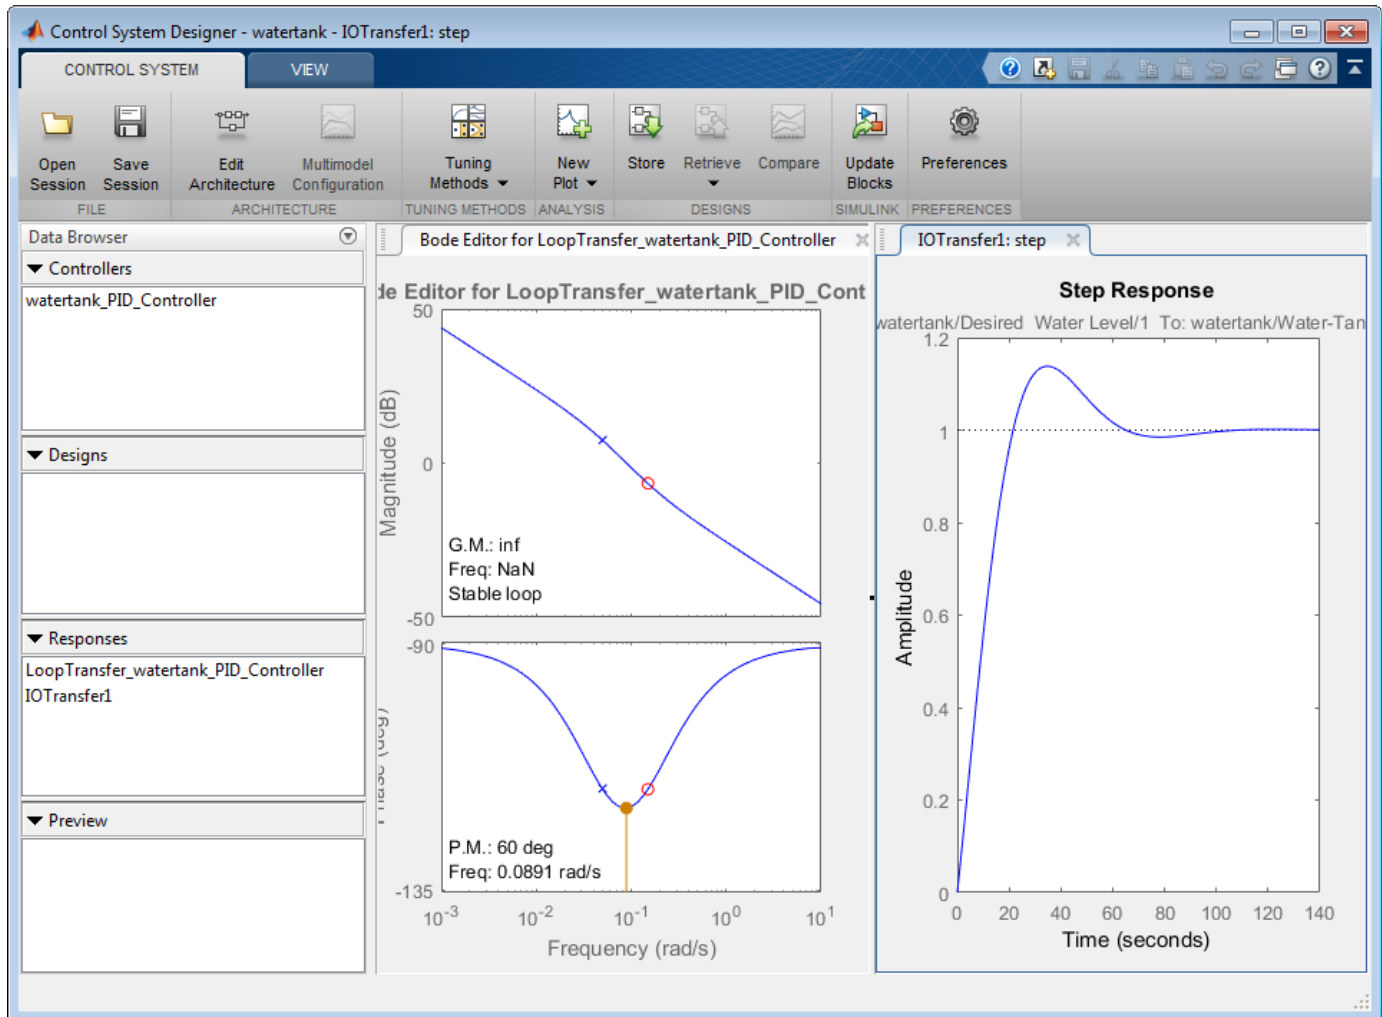 Control System Designer - watertank - IOTransfer1: step
CONTROL SYSTEM
VIEW
Open Session
Save Session
Edit Architecture
Multimodel Configuration
Tuning Methods
New Plot
Store
Retrieve
Compare
Update Blocks
Preferences
FILE
ARCHITECTURE
TUNING METHODS
ANALYSIS
DESIGNS
SIMULINK
PREFERENCES
Data Browser
Controllers
watertank_PID_Controller
Designs
Responses
LoopTransfer_watertank_PID_Controller
IOTransfer1
Preview
Bode Editor for LoopTransfer_watertank_PID_Controller
de Editor for LoopTransfer_watertank_PID_Cont
50
0
-50
Magnitude (dB)
G.M.: inf
Freq: NaN
Stable loop
-90
-135
Phase (deg)
P.M.: 60 deg
Freq: 0.0891 rad/s
10^-3 10^-2 10^-1 10^0 10^1
Frequency (rad/s)
IOTransfer1: step
Step Response
watertank/Desired Water Level/1 To: watertank/Water-Tan
1.2
1
0.8
0.6
0.4
0.2
0
Amplitude
0 20 40 60 80 100 120 140
Time (seconds)